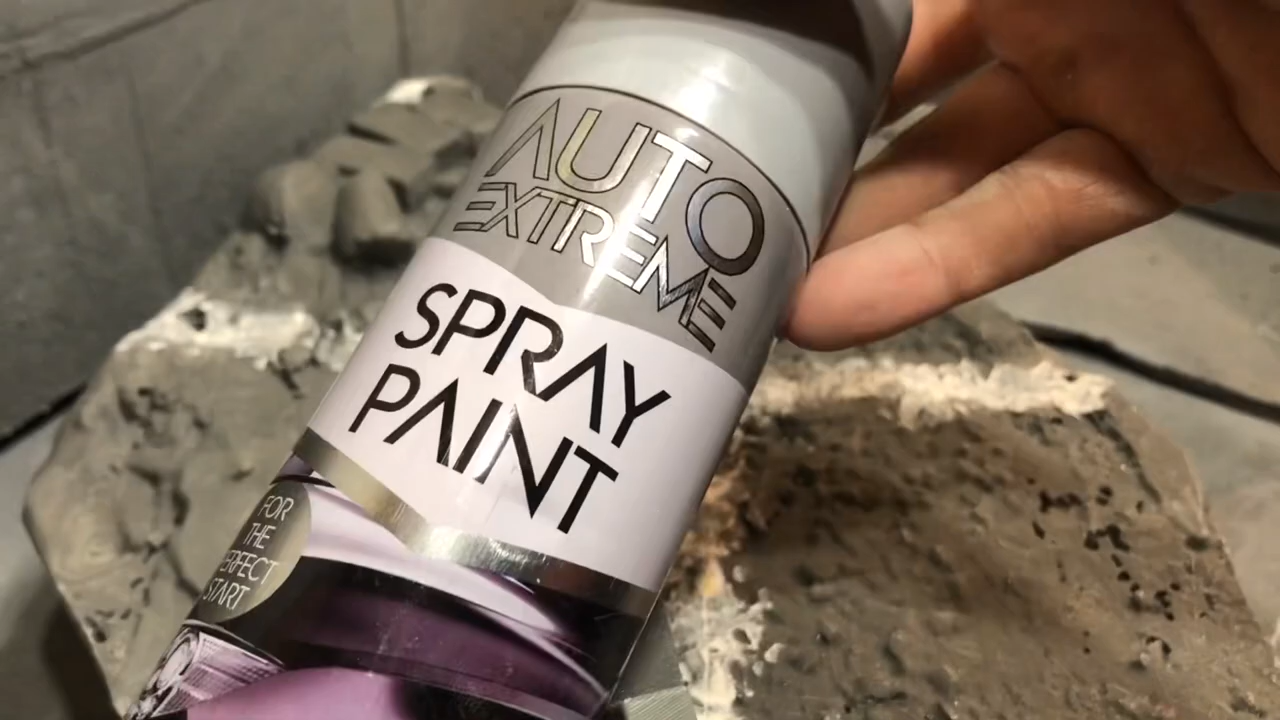 AUTO
EXTREME
SPRAY
PAINT
FOR
THE
PERFECT
START